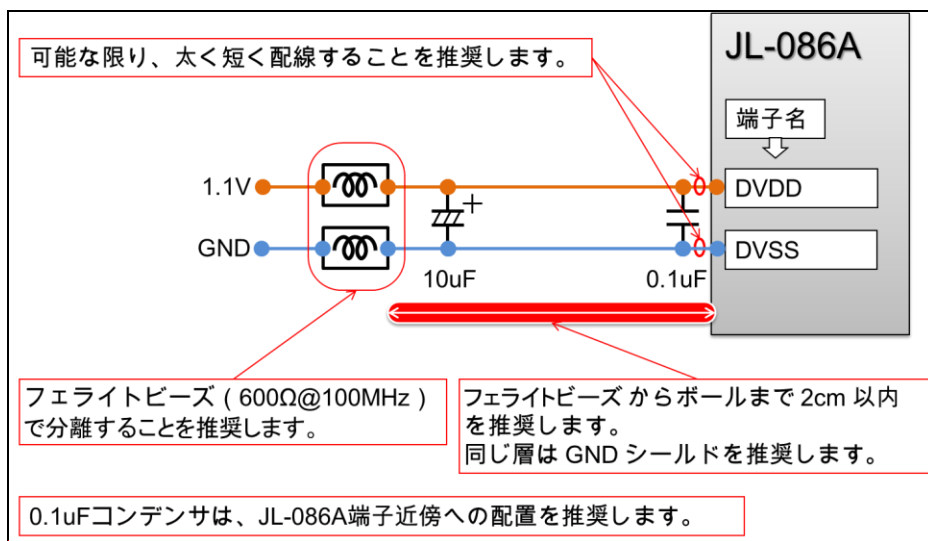 可能な限り、太く短く配線することを推奨します。
JL-086A
端子名
1.1V
DVDD
GND
DVSS
10uF
0.1uF
フェライトビーズ ( 600Ω@100MHz )
で分離することを推奨します。
フェライトビーズ からボールまで 2cm 以内
を推奨します。
同じ層は GND シールドを推奨します。
0.1uFコンデンサは、JL-086A端子近傍への配置を推奨します。